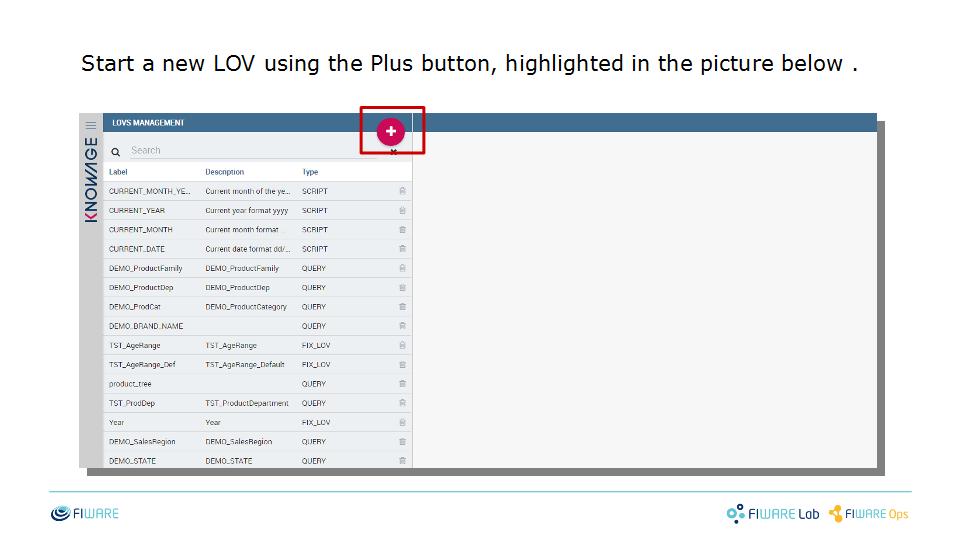 Start a new LOV using the Plus button, highlighted in the picture below .
LOVS MANAGEMENT
KNOWAGE
Search
Label Description Type
CURRENT_MONTH_YE... Current month of the ye... SCRIPT
CURRENT_YEAR Current year format yyyy SCRIPT
CURRENT_MONTH Current month format ... SCRIPT
CURRENT_DATE Current date format dd/... SCRIPT
DEMO_ProductFamily DEMO_ProductFamily QUERY
DEMO_ProductDep DEMO_ProductDep QUERY
DEMO_ProdCat DEMO_ProductCategory QUERY
DEMO_BRAND_NAME QUERY
TST_AgeRange TST_AgeRange FIX_LOV
TST_AgeRange_Def TST_AgeRange_Default FIX_LOV
product_tree QUERY
TST_ProdDep TST_ProductDepartment QUERY
Year Year FIX_LOV
DEMO_SalesRegion DEMO_SalesRegion QUERY
DEMO_STATE DEMO_STATE QUERY
FIWARE
FIWARE Lab
FIWARE Ops